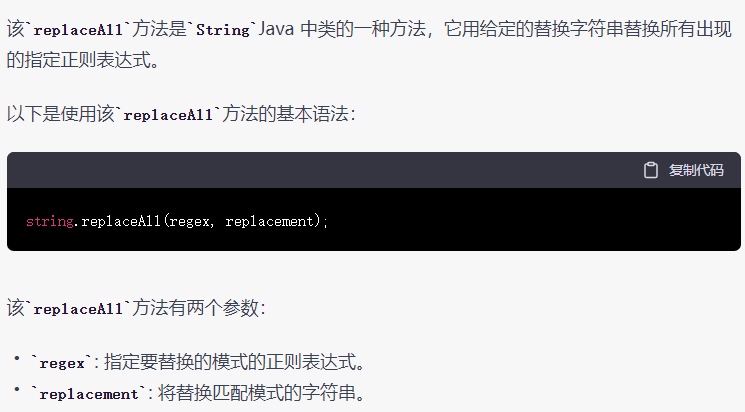 该`replaceAll`方法是`String`Java 中类的一种方法，它用给定的替换字符串替换所有出现
的指定正则表达式。
以下是使用该`replaceAll`方法的基本语法：
复制代码
string.replaceAll(regex, replacement);
该`replaceAll`方法有两个参数：
• `regex`: 指定要替换的模式的正则表达式。
• `replacement`: 将替换匹配模式的字符串。